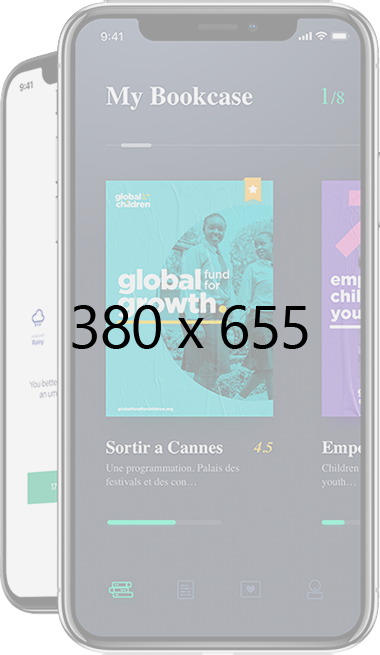 9:41
9:41
My Bookcase
1/8
global
children
global fund
for
growth.
emp
chil
you
380 x 655
Rainy
You bette
an um
globalfundforchildren.org
Sortir a Cannes 4.5
Une programmation. Palais des
festivals et des con…
Empo
Children
youth…